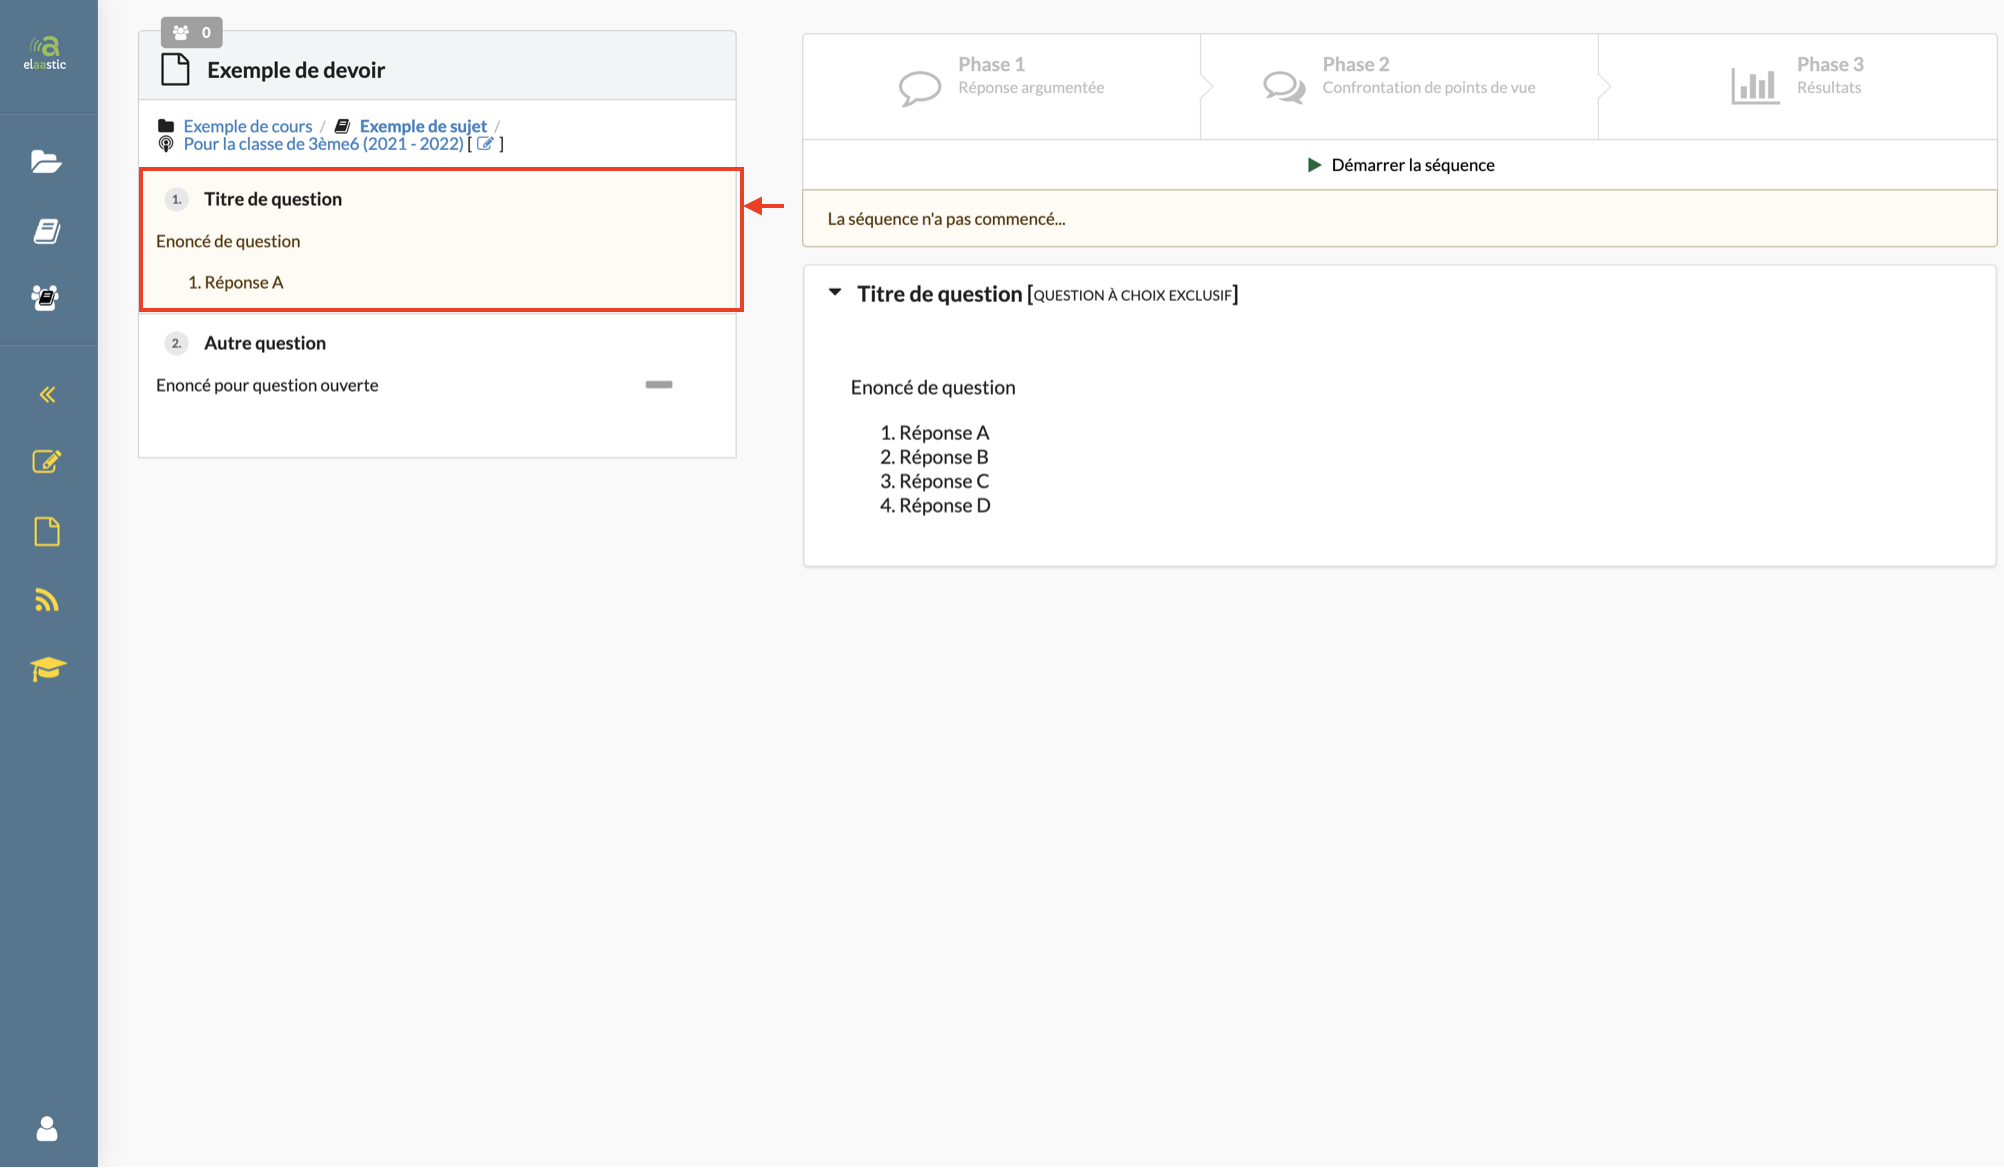 elaastic
0
Exemple de devoir
Exemple de cours / Exemple de sujet /
Pour la classe de 3ème6 (2021 - 2022) [ ]
1. Titre de question
Enoncé de question
1. Réponse A
2. Autre question
Enoncé pour question ouverte
Phase 1
Réponse argumentée
Phase 2
Confrontation de points de vue
Phase 3
Résultats
Démarrer la séquence
La séquence n'a pas commencé...
Titre de question [QUESTION À CHOIX EXCLUSIF]
Enoncé de question
1. Réponse A
2. Réponse B
3. Réponse C
4. Réponse D